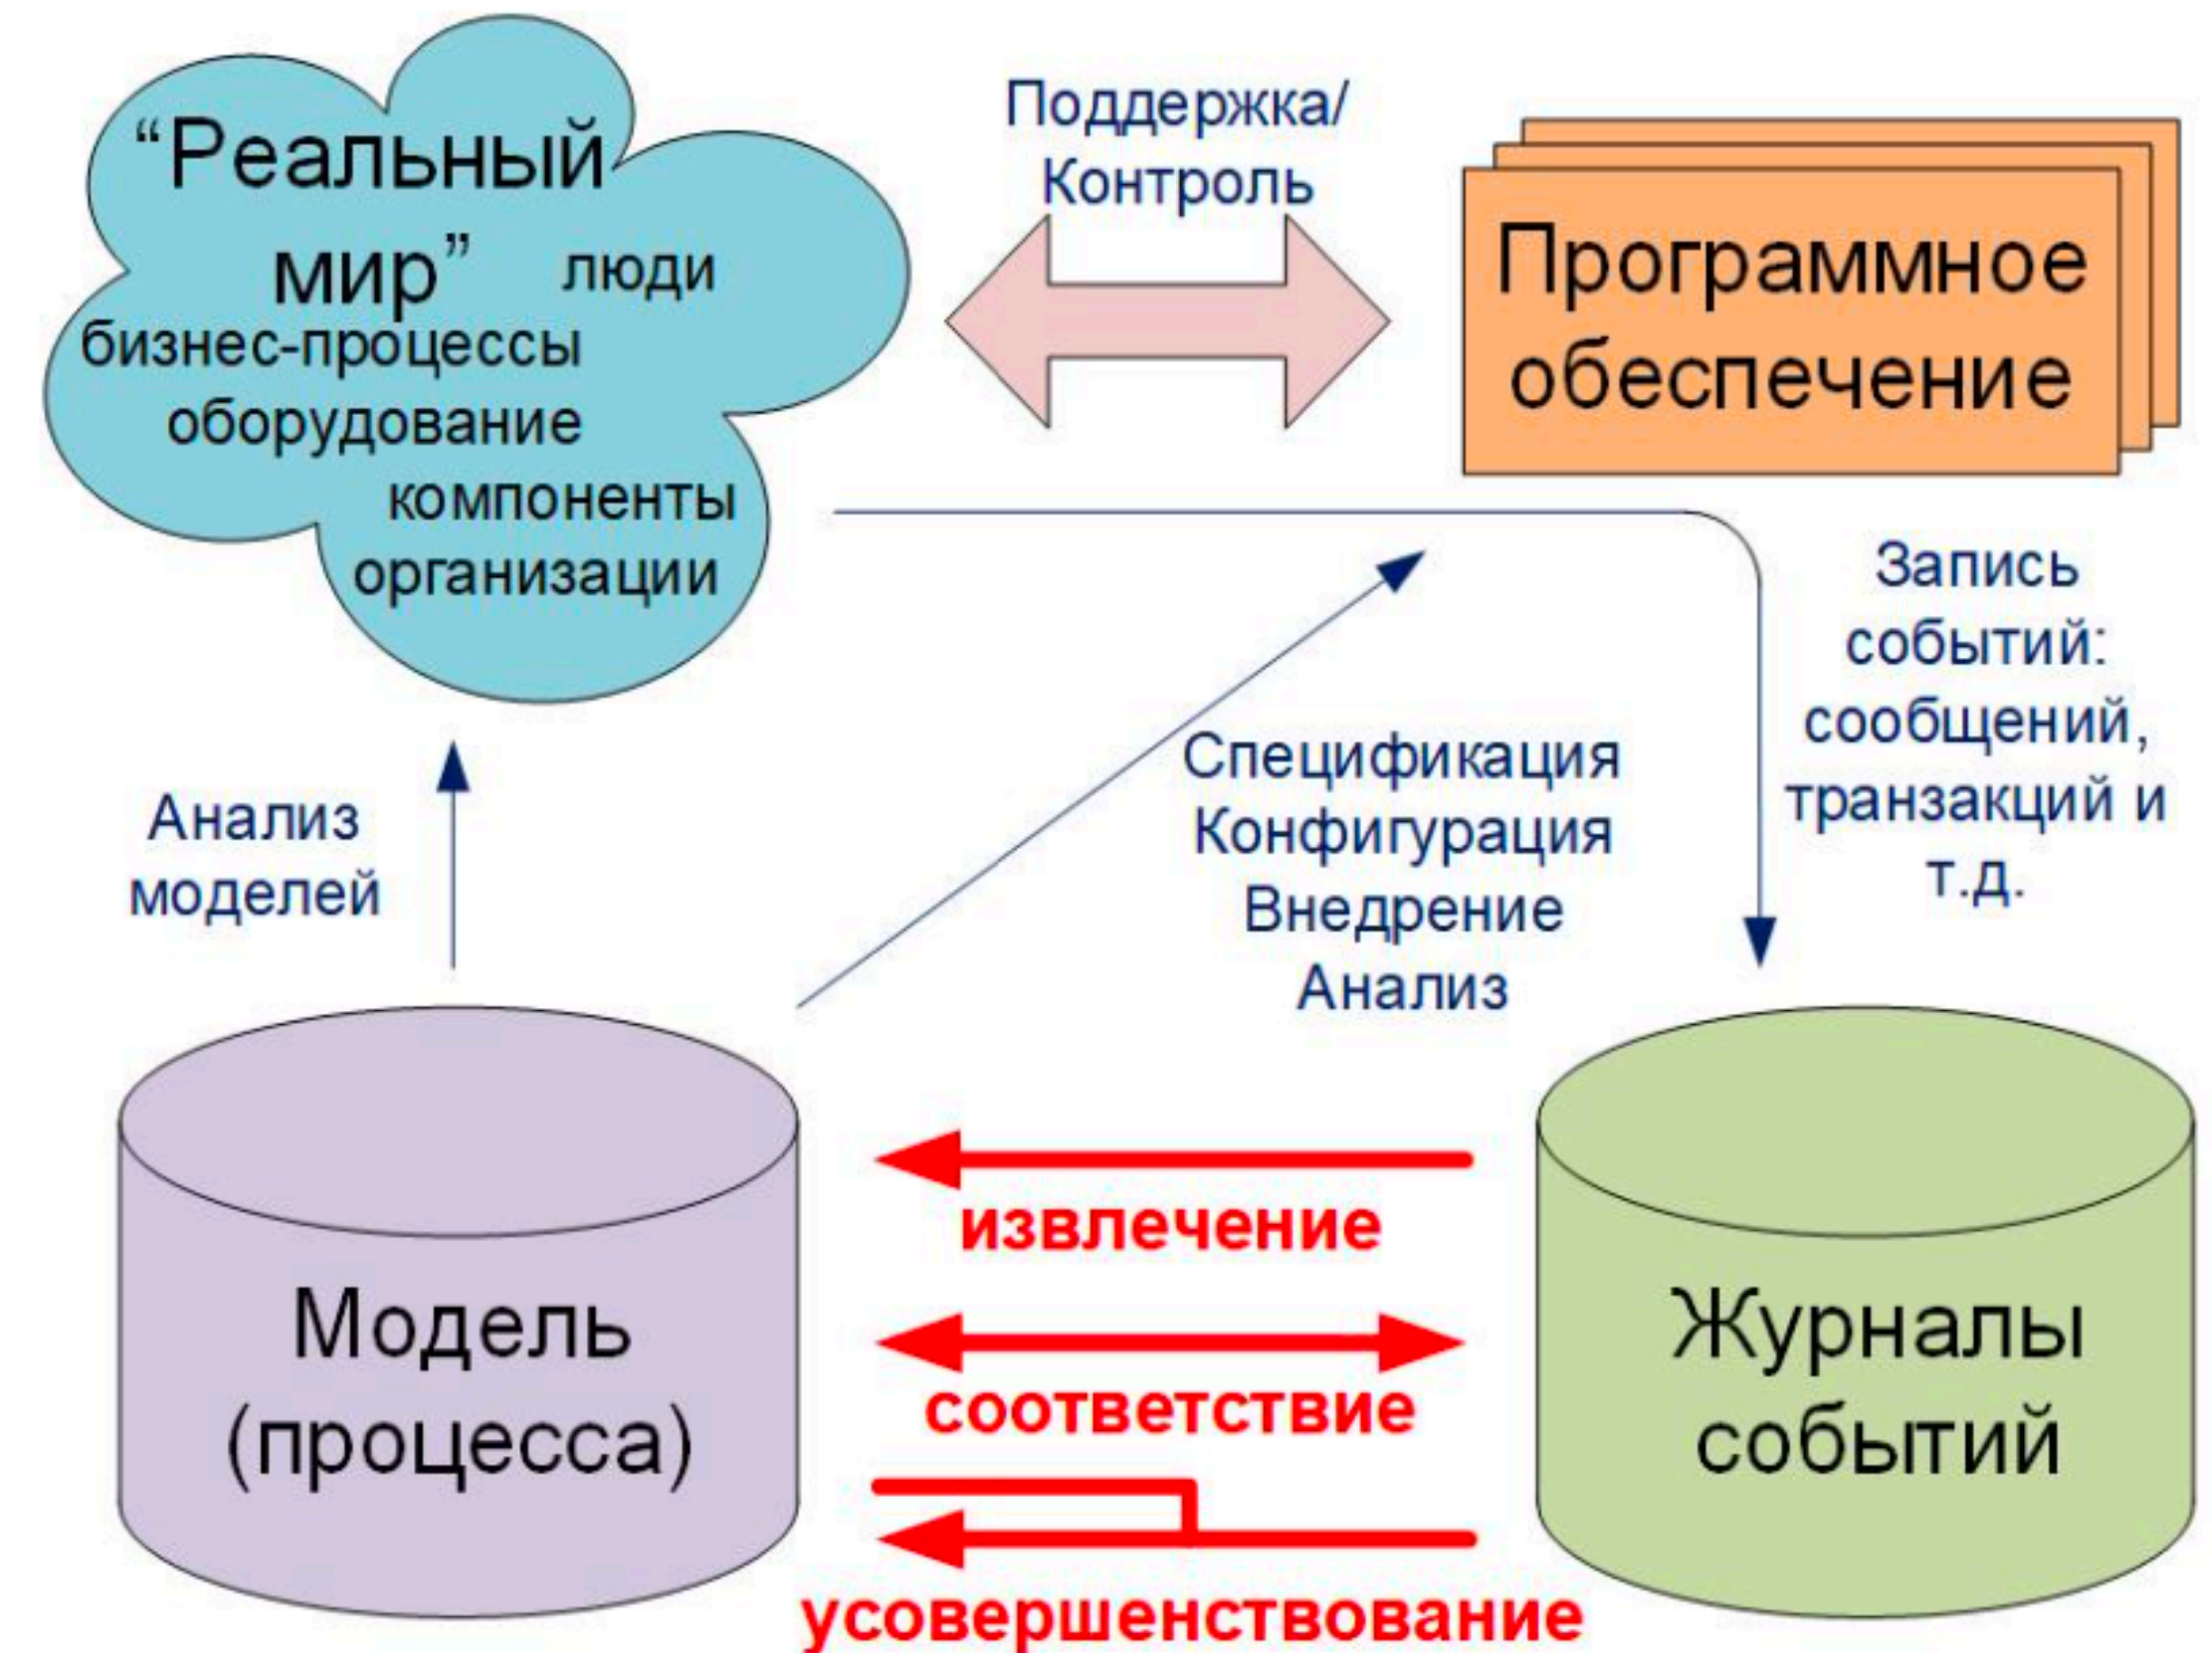 “Реальный
мир”
люди
бизнес-процессы
оборудование
компоненты
организации
Поддержка/
Контроль
Программное
обеспечение
Запись
событий:
сообщений,
транзакций и
т.д.
Спецификация
Конфигурация
Внедрение
Анализ
Анализ
моделей
Модель
(процесса)
извлечение
соответствие
усовершенствование
Журналы
событий